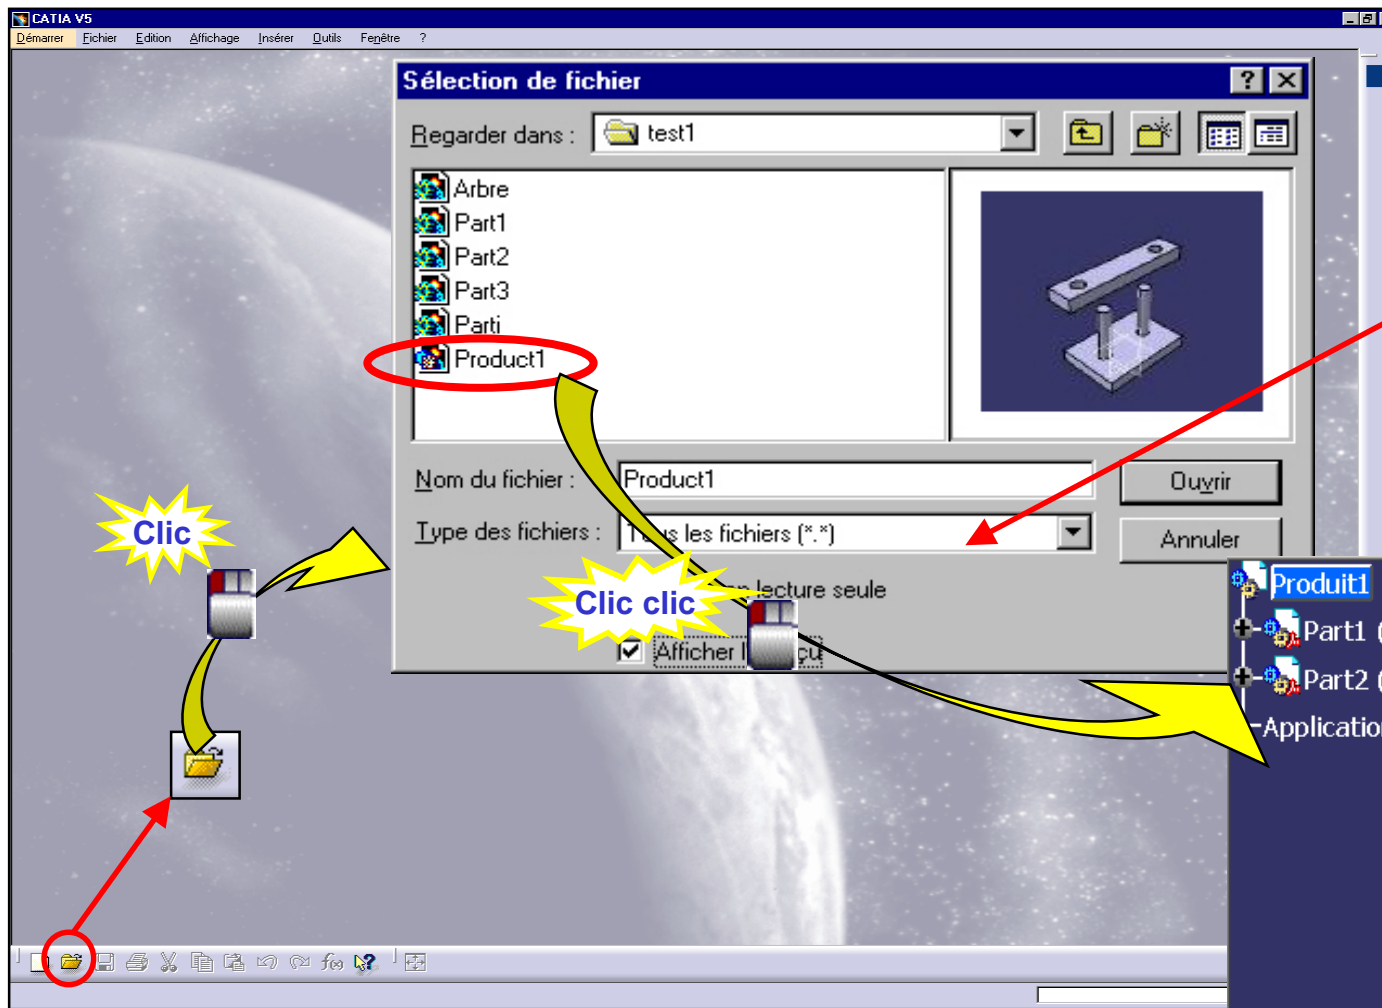 CATIA V5
Démarrer Fichier Edition Affichage Insérer Outils Fenêtre ?
Sélection de fichier
Regarder dans : test1
Arbre
Part1
Part2
Part3
Parti
Product1
Nom du fichier : Product1
Ouvrir
Type des fichiers : Tous les fichiers (*.*)
Annuler
Clic
lecture seule
Clic clic
Afficher
Produit1
Part1 (
Part2 (
Application
f(x)